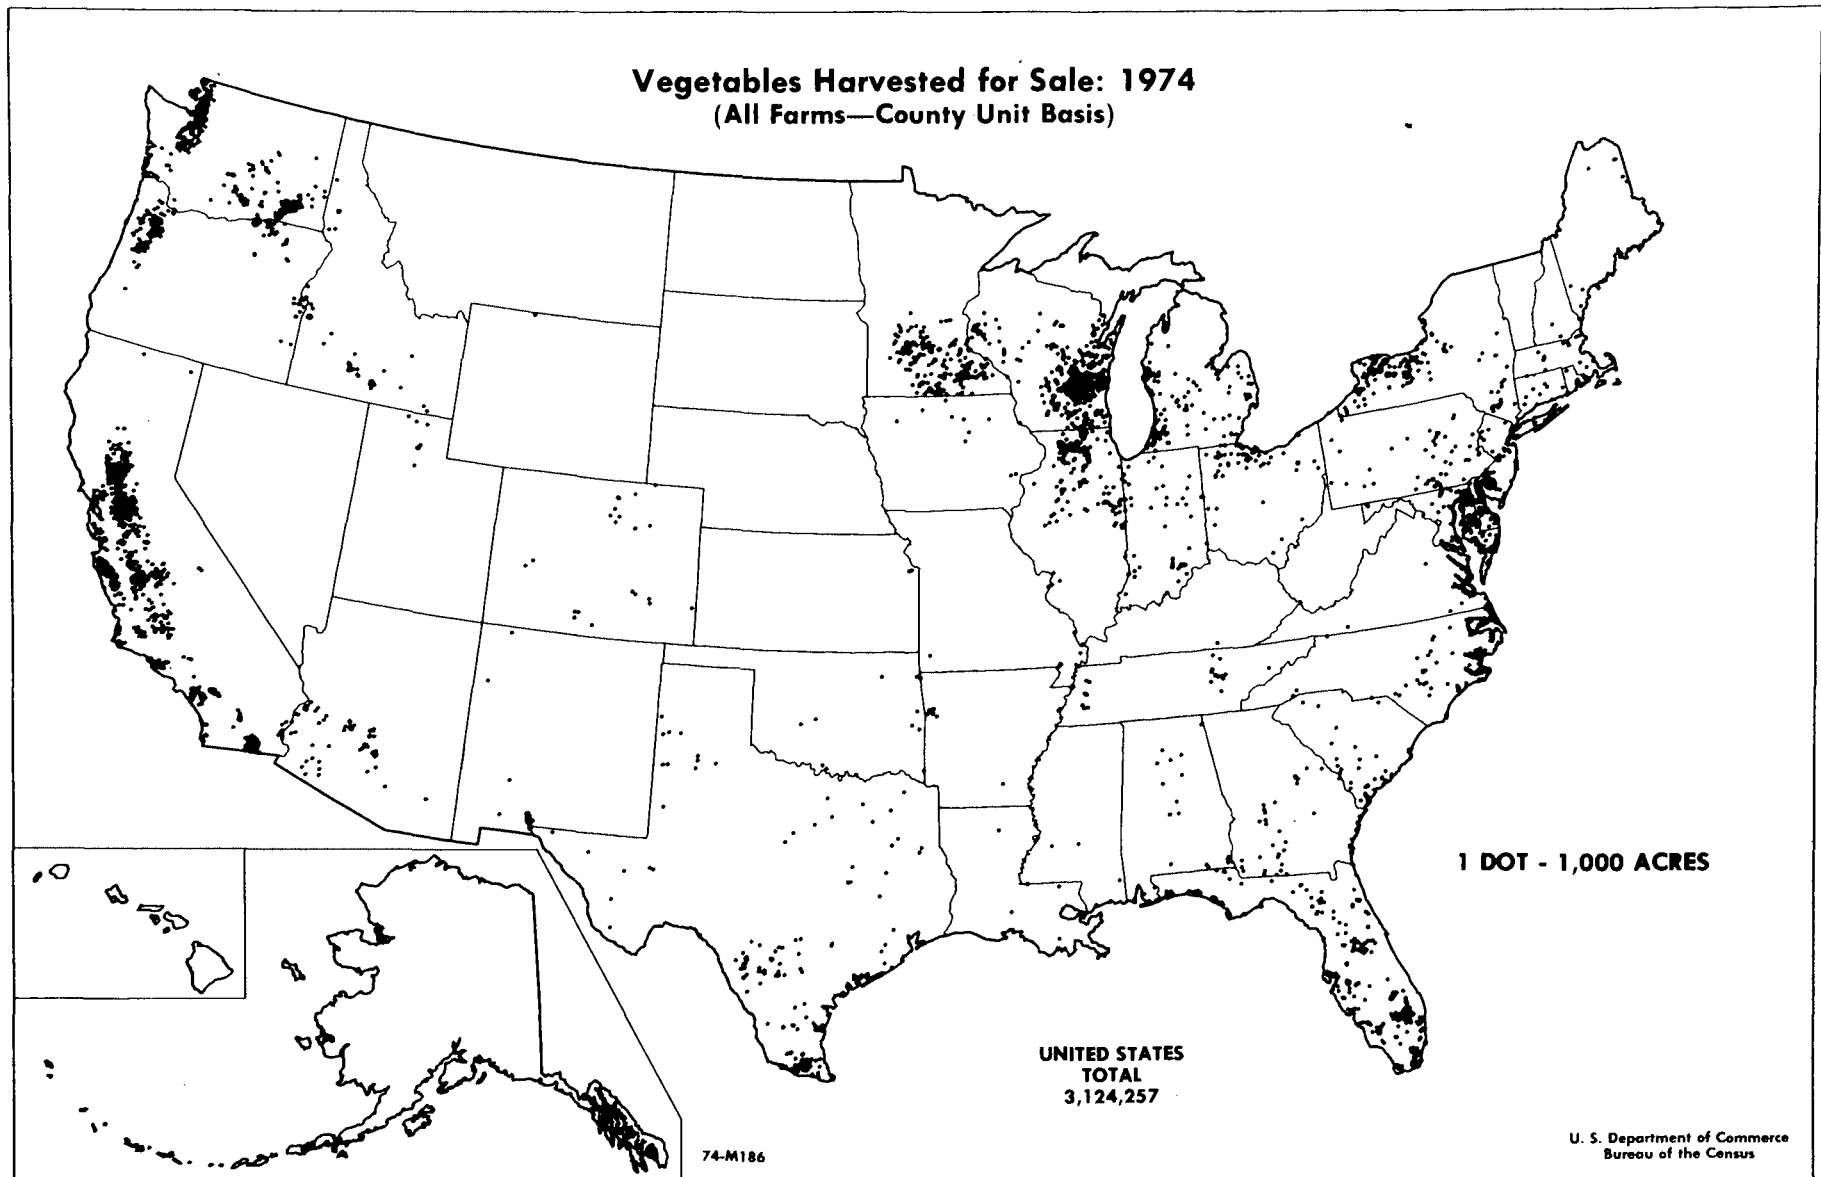 Vegetables Harvested for Sale: 1974
(All Farms—County Unit Basis)
1 DOT - 1,000 ACRES
UNITED STATES
TOTAL
3,124,257
74-M186
U. S. Department of Commerce
Bureau of the Census